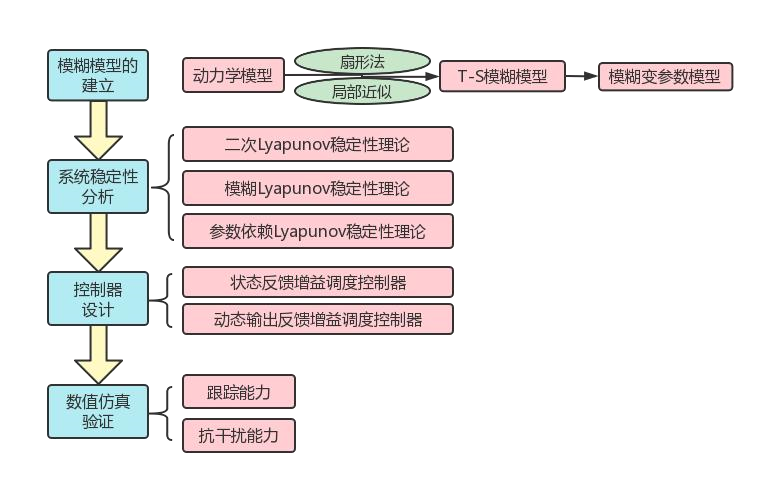 模糊模型的
建立
动力学模型
扇形法
局部近似
T-S模糊模型
模糊变参数模型
系统稳定性
分析
二次Lyapunov稳定性理论
模糊Lyapunov稳定性理论
参数依赖Lyapunov稳定性理论
控制器
设计
状态反馈增益调度控制器
动态输出反馈增益调度控制器
数值仿真
验证
跟踪能力
抗干扰能力